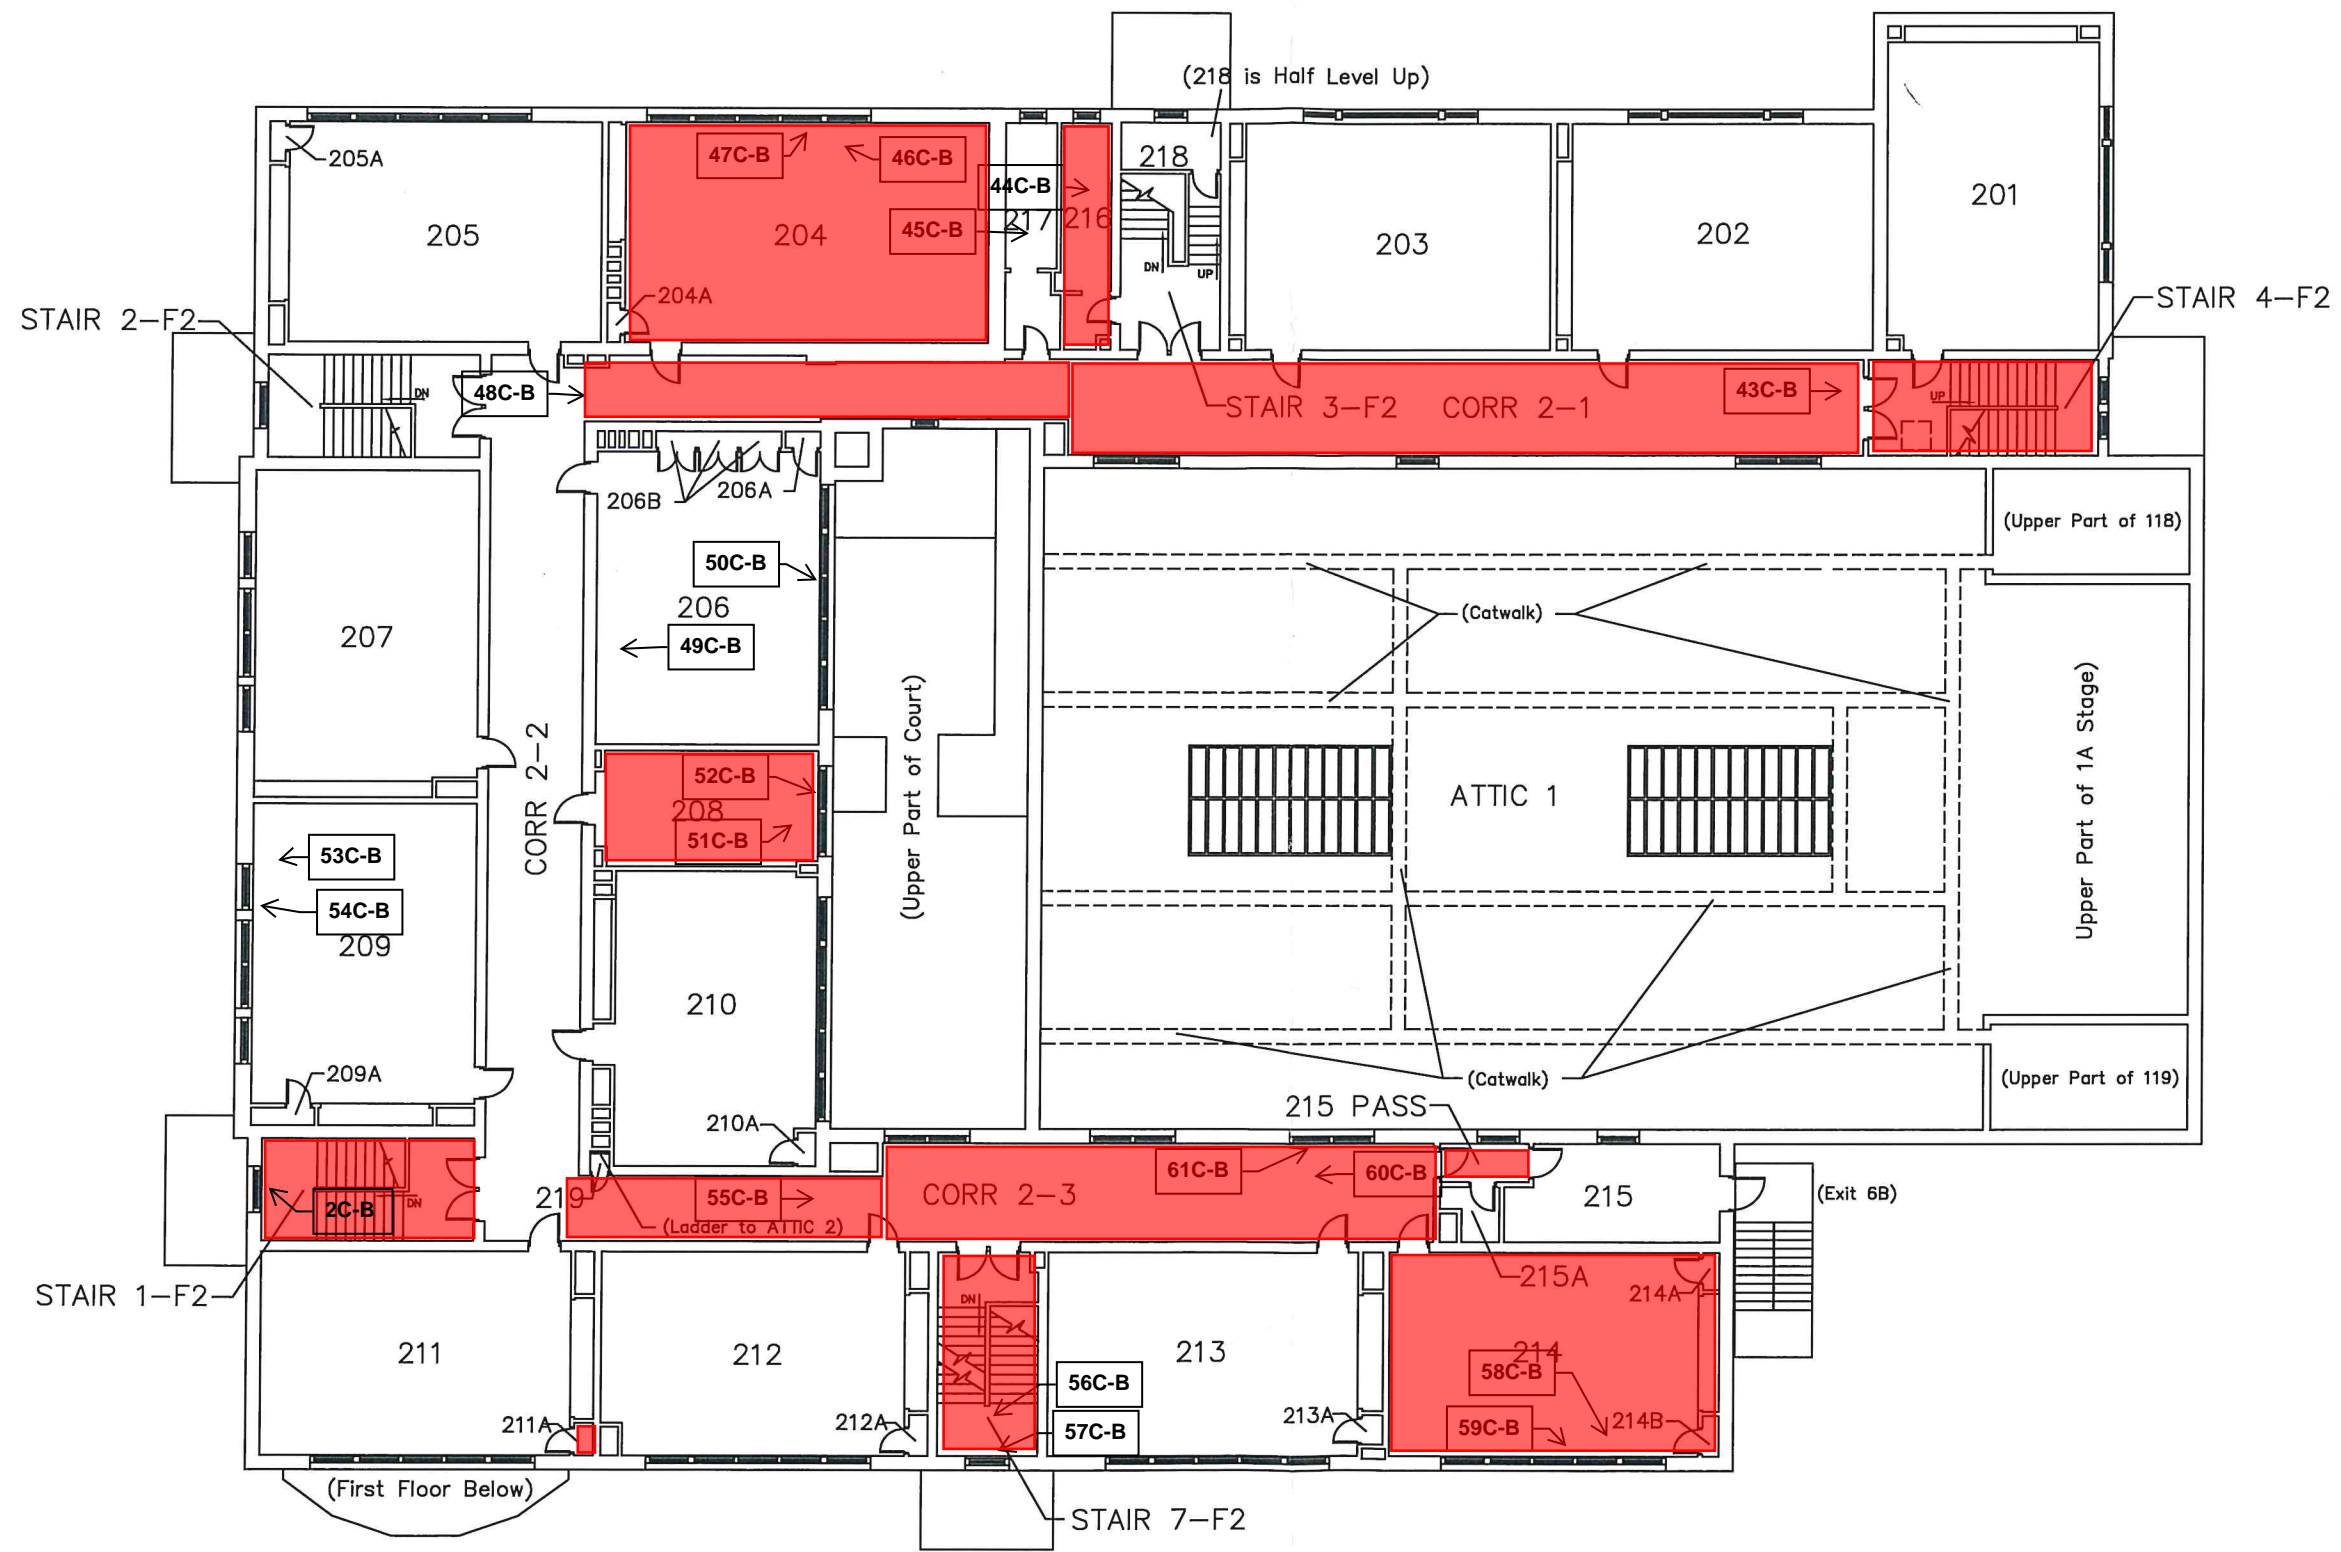 (218 is Half Level Up)
205A
47C-B
46C-B
218
44C-B
201
217
216
205
204
45C-B
203
202
DN
UP
204A
STAIR 2-F2
STAIR 4-F2
DN
48C-B
43C-B
UP
STAIR 3-F2
CORR 2-1
206B
206A
(Upper Part of 118)
50C-B
206
(Catwalk)
207
49C-B
CORR 2-2
(Upper Part of Court)
Upper Part of 1A Stage)
52C-B
208
ATTIC 1
51C-B
53C-B
54C-B
209
210
209A
(Catwalk)
(Upper Part of 119)
215 PASS
210A
61C-B
60C-B
219
55C-B
CORR 2-3
215
(Exit 6B)
2C-B
DN
(Ladder to ATTIC 2)
STAIR 1-F2
215A
214A
DN
211
212
213
214
58C-B
56C-B
211A
212A
57C-B
213A
59C-B
214B
(First Floor Below)
STAIR 7-F2